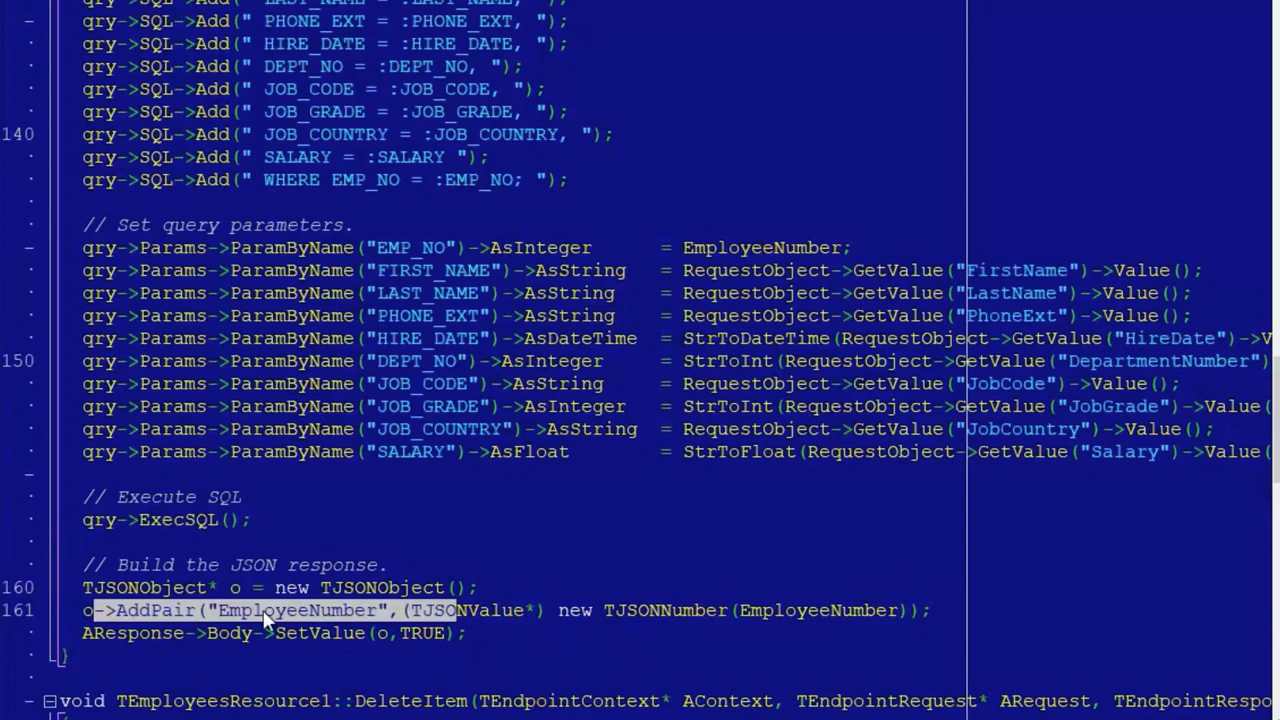 qry->SQL->Add(" LAST_NAME = :LAST_NAME, ");
qry->SQL->Add(" PHONE_EXT = :PHONE_EXT, ");
qry->SQL->Add(" HIRE_DATE = :HIRE_DATE, ");
qry->SQL->Add(" DEPT_NO = :DEPT_NO, ");
qry->SQL->Add(" JOB_CODE = :JOB_CODE, ");
qry->SQL->Add(" JOB_GRADE = :JOB_GRADE, ");
140 qry->SQL->Add(" JOB_COUNTRY = :JOB_COUNTRY, ");
qry->SQL->Add(" SALARY = :SALARY ");
qry->SQL->Add(" WHERE EMP_NO = :EMP_NO; ");
// Set query parameters.
qry->Params->ParamByName("EMP_NO")->AsInteger = EmployeeNumber;
qry->Params->ParamByName("FIRST_NAME")->AsString = RequestObject->GetValue("FirstName")->Value();
qry->Params->ParamByName("LAST_NAME")->AsString = RequestObject->GetValue("LastName")->Value();
qry->Params->ParamByName("PHONE_EXT")->AsString = RequestObject->GetValue("PhoneExt")->Value();
qry->Params->ParamByName("HIRE_DATE")->AsDateTime = StrToDateTime(RequestObject->GetValue("HireDate")->V
150 qry->Params->ParamByName("DEPT_NO")->AsInteger = StrToInt(RequestObject->GetValue("DepartmentNumber")
qry->Params->ParamByName("JOB_CODE")->AsString = RequestObject->GetValue("JobCode")->Value();
qry->Params->ParamByName("JOB_GRADE")->AsInteger = StrToInt(RequestObject->GetValue("JobGrade")->Value(
qry->Params->ParamByName("JOB_COUNTRY")->AsString = RequestObject->GetValue("JobCountry")->Value();
qry->Params->ParamByName("SALARY")->AsFloat = StrToFloat(RequestObject->GetValue("Salary")->Value(
// Execute SQL
qry->ExecSQL();
// Build the JSON response.
160 TJSONObject* o = new TJSONObject();
161 o->AddPair("EmployeeNumber",(TJSONValue*) new TJSONNumber(EmployeeNumber));
AResponse->Body->SetValue(o,TRUE);
}
void TEmployeesResource1::DeleteItem(TEndpointContext* AContext, TEndpointRequest* ARequest, TEndpointRespo